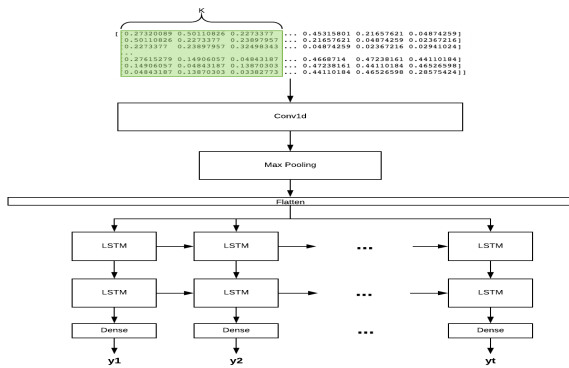 K
[ 0.27320089 0.50110826 0.2273377 ... 0.45315801 0.21657621 0.04874259]
0.50110826 0.2273377 0.23897957 ... 0.21657621 0.04874259 0.02367216]
0.2273377 0.23897957 0.32498343 ... 0.04874259 0.02367216 0.02941024]
...
0.27615279 0.14906057 0.04843187 ... 0.4668714 0.47238161 0.44110184]
0.14906057 0.04843187 0.13870303 ... 0.47238161 0.44110184 0.46526598]
0.04843187 0.13870303 0.03382773 ... 0.44110184 0.46526598 0.28575424]]
Conv1d
Max Pooling
Flatten
LSTM LSTM ... LSTM
LSTM LSTM ... LSTM
Dense Dense ... Dense
y1 y2 yt